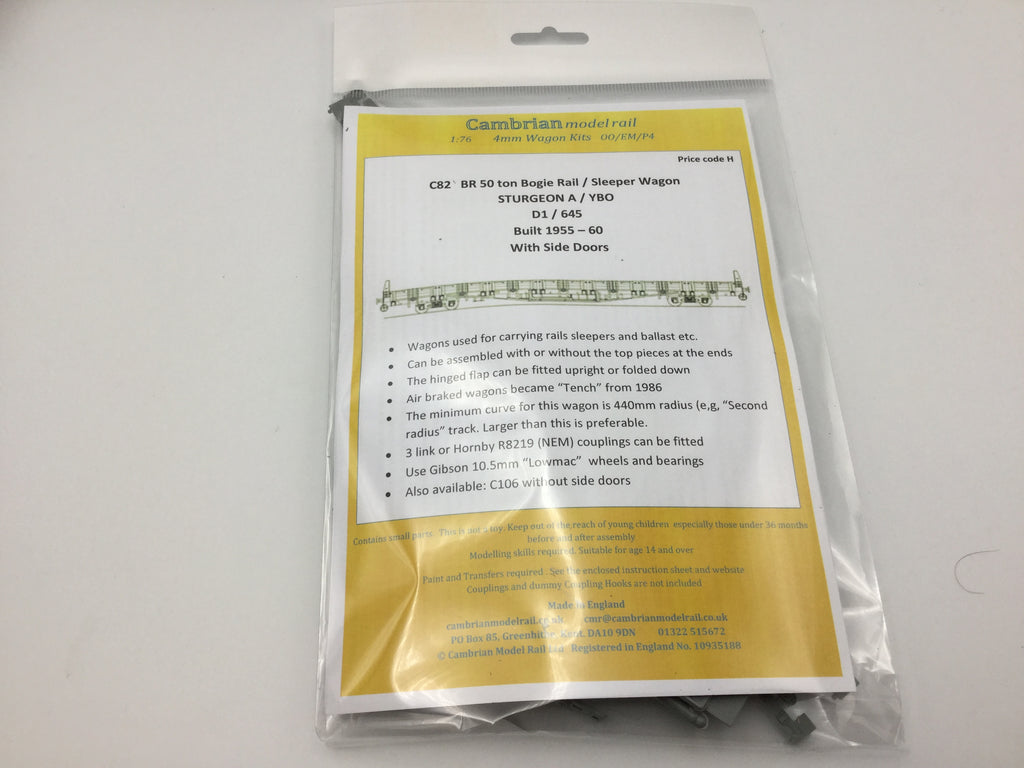 Cambrian model rail
1:76 4mm Wagon Kits OO/EM/P4
Price code H
C82` BR 50 ton Bogie Rail / Sleeper Wagon
STURGEON A / YBO
D1 / 645
Built 1955 – 60
With Side Doors
• Wagons used for carrying rails sleepers and ballast etc.
• Can be assembled with or without the top pieces at the ends
• The hinged flap can be fitted upright or folded down
• Air braked wagons became “Tench” from 1986
• The minimum curve for this wagon is 440mm radius (e,g, “Second
radius” track. Larger than this is preferable.
• 3 link or Hornby R8219 (NEM) couplings can be fitted
• Use Gibson 10.5mm “Lowmac” wheels and bearings
• Also available: C106 without side doors
Contains small parts This is not a toy. Keep out of the reach of young children especially those under 36 months
before and after assembly
Modelling skills required. Suitable for age 14 and over
Paint and Transfers required . See the enclosed instruction sheet and website
Couplings and dummy Coupling Hooks are not included
Made in England
cambrianmodelrail.co.uk cmr@cambrianmodelrail.co.uk
PO Box 85, Greenhithe, Kent. DA10 9DN 01322 515672
© Cambrian Model Rail Ltd Registered in England No. 10935188